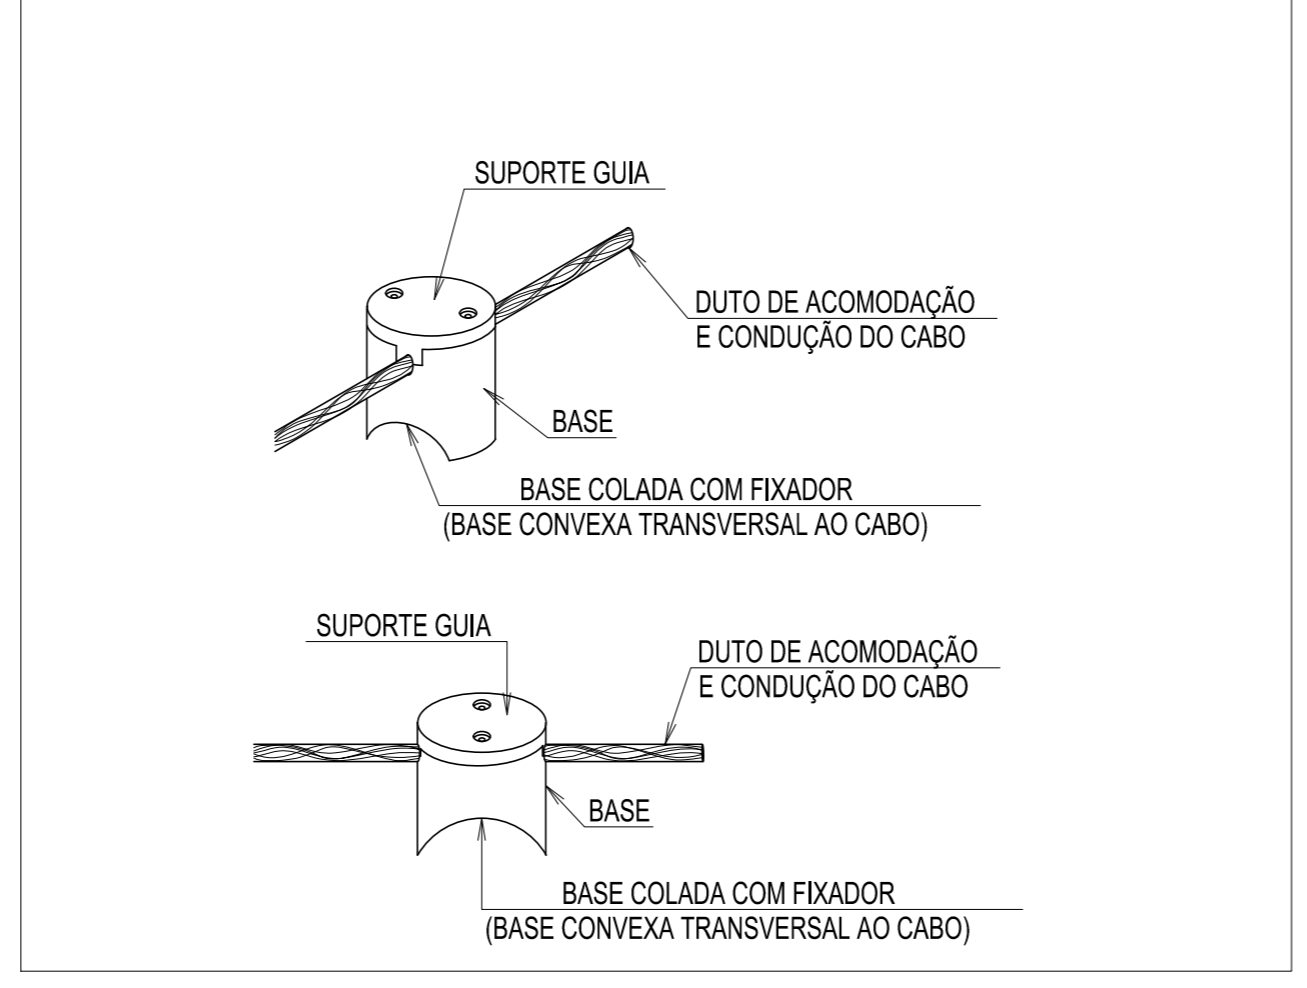 SUPORTE GUIA
DUTO DE ACOMODAÇÃO
E CONDUÇÃO DO CABO
BASE
BASE COLADA COM FIXADOR
(BASE CONVEXA TRANSVERSAL AO CABO)
SUPORTE GUIA
DUTO DE ACOMODAÇÃO
E CONDUÇÃO DO CABO
BASE
BASE COLADA COM FIXADOR
(BASE CONVEXA TRANSVERSAL AO CABO)